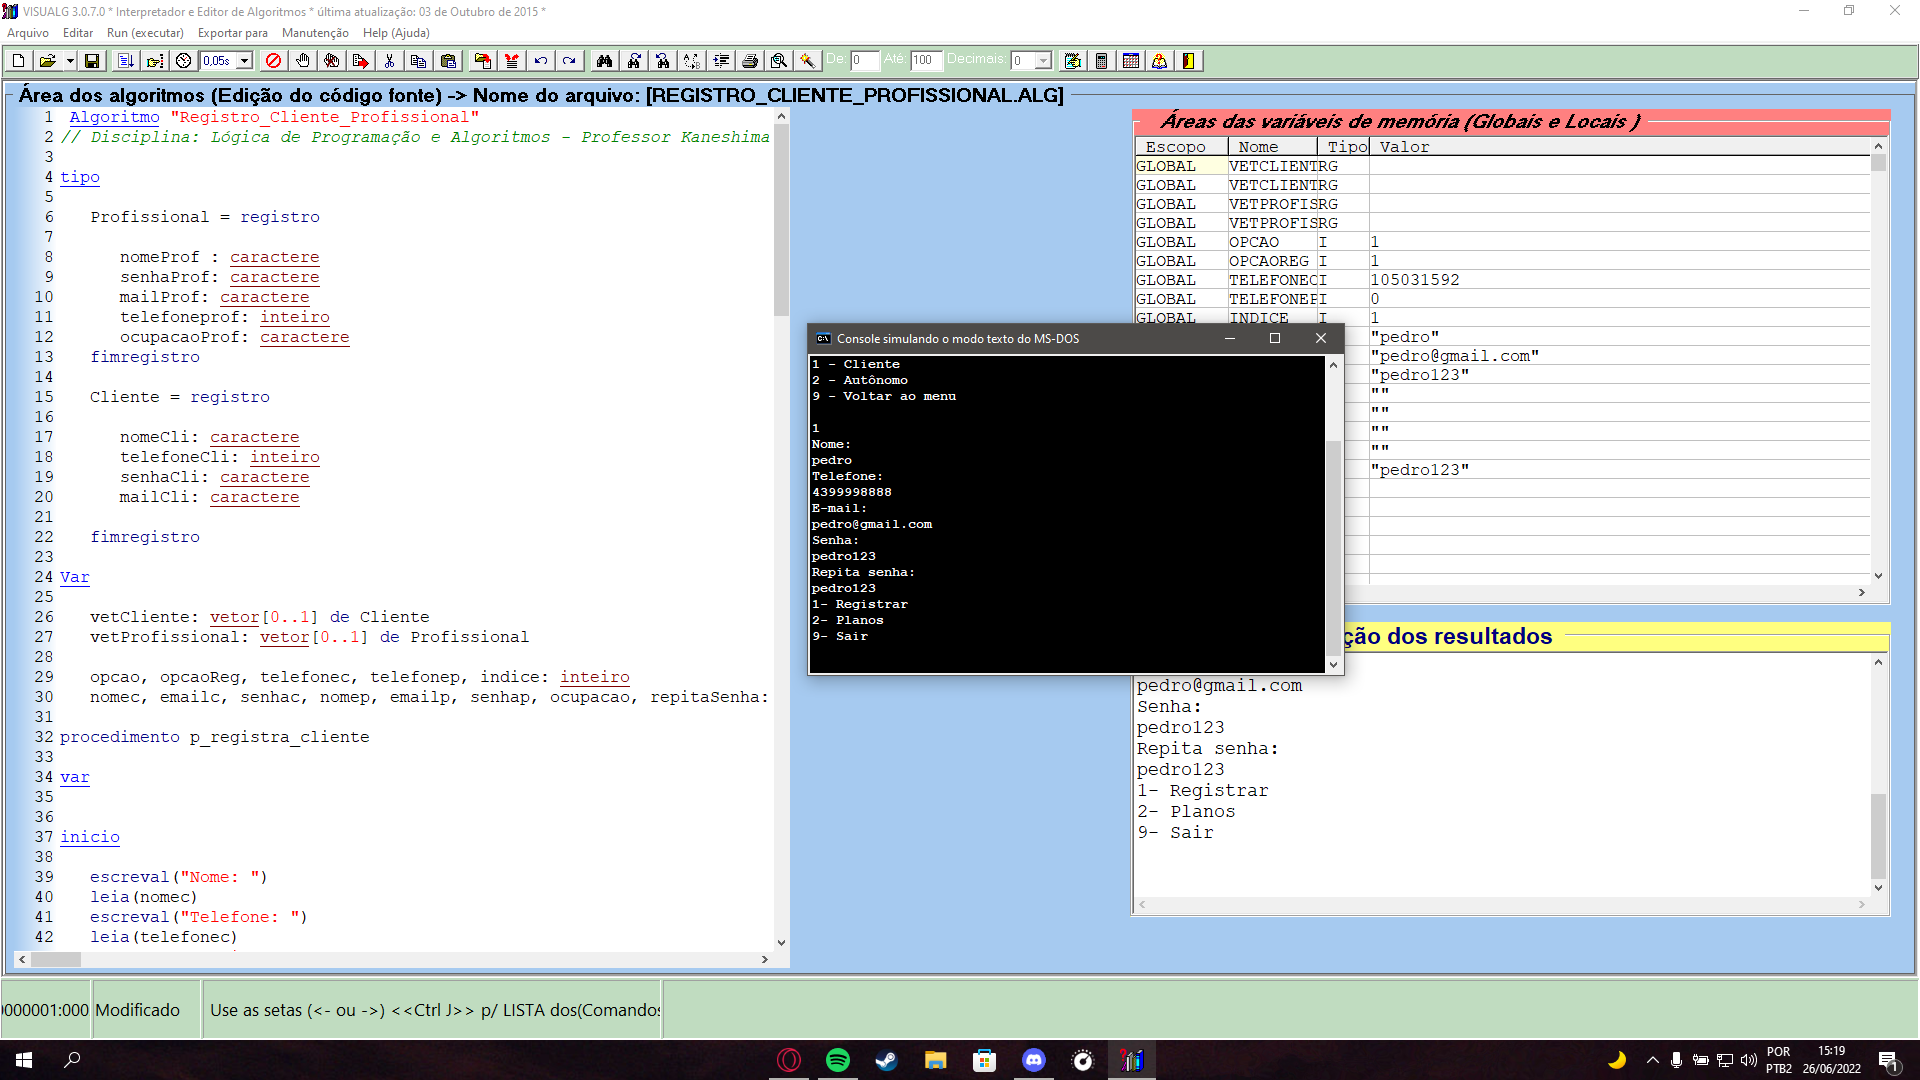 VISUALG 3.0.7.0 * Interpretador e Editor de Algoritmos * última atualização: 03 de Outubro de 2015 *
Arquivo Editar Run (executar) Exportar para Manutenção Help (Ajuda)
0,05s De: 0 Até: 100 Decimais: 0
Área dos algoritmos (Edição do código fonte) -> Nome do arquivo: [REGISTRO_CLIENTE_PROFISSIONAL.ALG]
1 Algoritmo "Registro_Cliente_Profissional"
2 // Disciplina: Lógica de Programação e Algoritmos - Professor Kaneshima
3
4 tipo
5
6 Profissional = registro
7
8 nomeProf : caractere
9 senhaProf: caractere
10 mailProf: caractere
11 telefoneprof: inteiro
12 ocupacaoProf: caractere
13 fimregistro
14
15 Cliente = registro
16
17 nomeCli: caractere
18 telefoneCli: inteiro
19 senhaCli: caractere
20 mailCli: caractere
21
22 fimregistro
23
24 Var
25
26 vetCliente: vetor[0..1] de Cliente
27 vetProfissional: vetor[0..1] de Profissional
28
29 opcao, opcaoReg, telefonec, telefonep, indice: inteiro
30 nomec, emailc, senhac, nomep, emailp, senhap, ocupacao, repitaSenha:
31
32 procedimento p_registra_cliente
33
34 var
35
36
37 inicio
38
39 escreval("Nome: ")
40 leia(nomec)
41 escreval("Telefone: ")
42 leia(telefonec)
Áreas das variáveis de memória (Globais e Locais )
Escopo Nome Tipo Valor
GLOBAL VETCLIENT RG
GLOBAL VETCLIENT RG
GLOBAL VETPROFIS RG
GLOBAL VETPROFIS RG
GLOBAL OPCAO I 1
GLOBAL OPCAOREG I 1
GLOBAL TELEFONEC I 105031592
GLOBAL TELEFONEP I 0
GLOBAL INDICE I 1
"pedro"
"pedro@gmail.com"
"pedro123"
""
""
""
""
"pedro123"
Console simulando o modo texto do MS-DOS
1 - Cliente
2 - Autônomo
9 - Voltar ao menu
1
Nome:
pedro
Telefone:
4399998888
E-mail:
pedro@gmail.com
Senha:
pedro123
Repita senha:
pedro123
1- Registrar
2- Planos
9- Sair
ção dos resultados
pedro@gmail.com
Senha:
pedro123
Repita senha:
pedro123
1- Registrar
2- Planos
9- Sair
0000001:000 Modificado Use as setas (<- ou ->) <<Ctrl J>> p/ LISTA dos(Comandos
POR
PTB2
15:19
26/06/2022
1